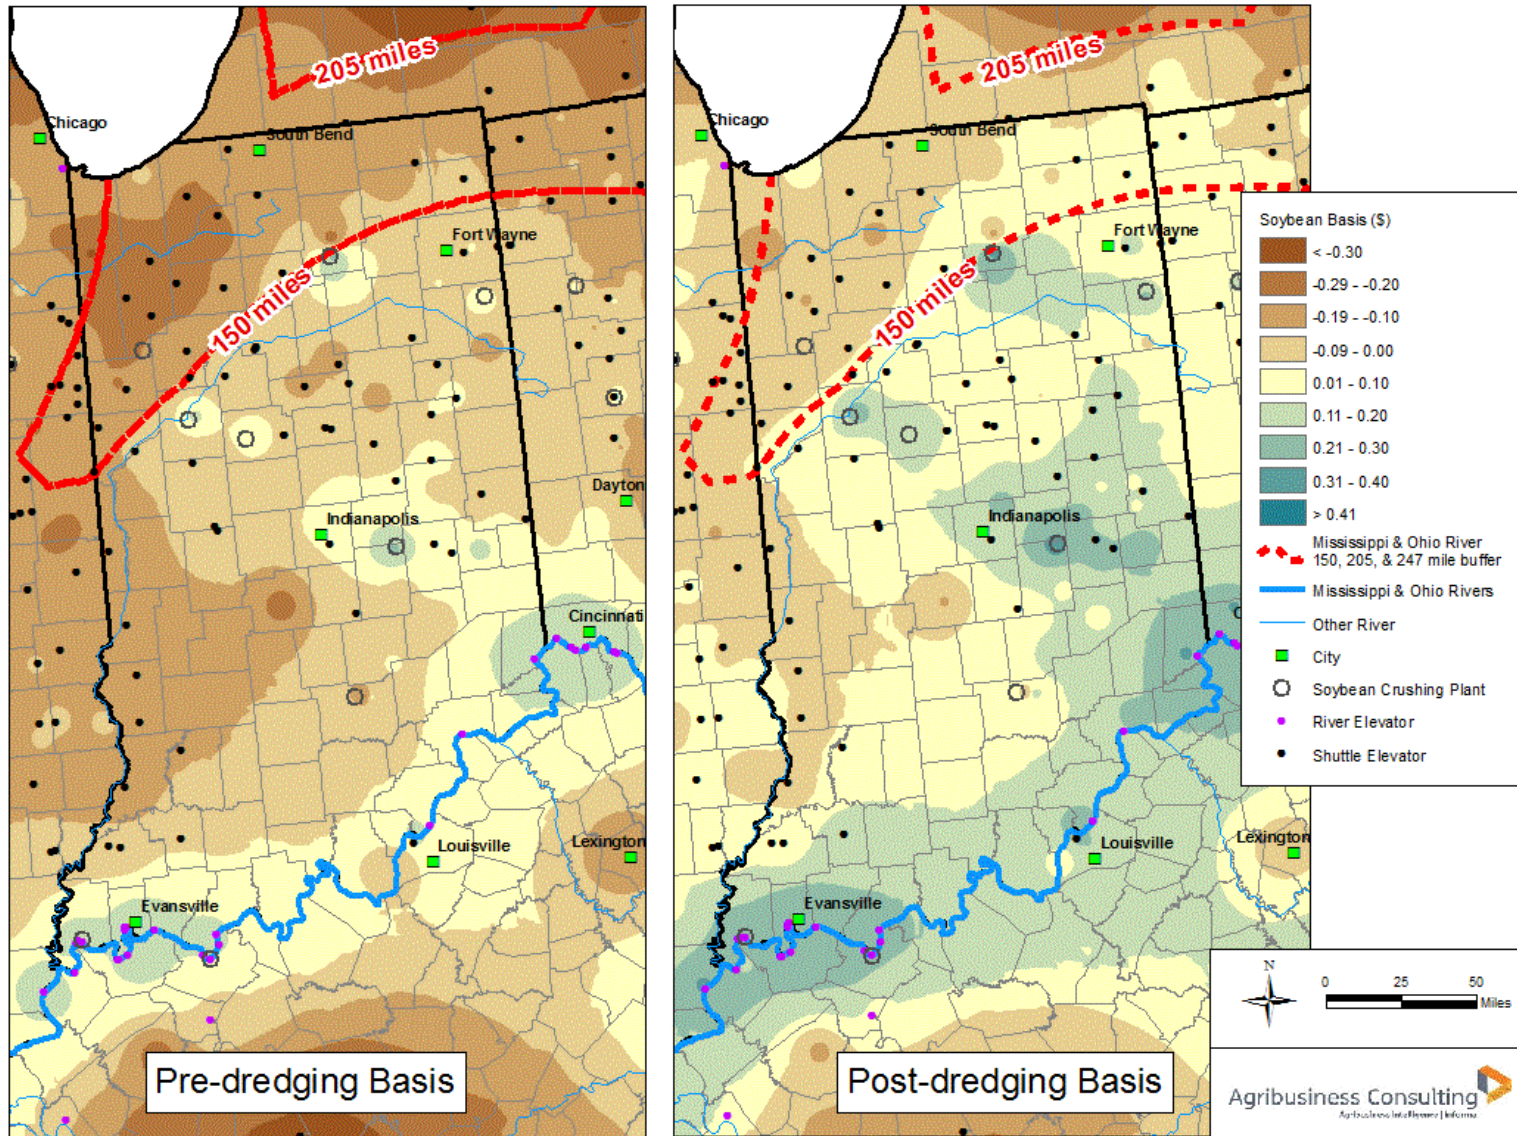 205 miles
Chicago
South Bend
Fort Wayne
150 miles
Dayton
Indianapolis
Cincinnati
Louisville
Lexington
Evansville
Pre-dredging Basis
205 miles
Chicago
South Bend
Fort Wayne
150 miles
Indianapolis
Louisville
Lexington
Evansville
Post-dredging Basis
Soybean Basis ($)
< -0.30
-0.29 - -0.20
-0.19 - -0.10
-0.09 - 0.00
0.01 - 0.10
0.11 - 0.20
0.21 - 0.30
0.31 - 0.40
> 0.41
Mississippi & Ohio River
150, 205, & 247 mile buffer
Mississippi & Ohio Rivers
Other River
City
Soybean Crushing Plant
River Elevator
Shuttle Elevator
N
0 25 50
Miles
Agribusiness Consulting
Agribusiness Intelligence | Informa